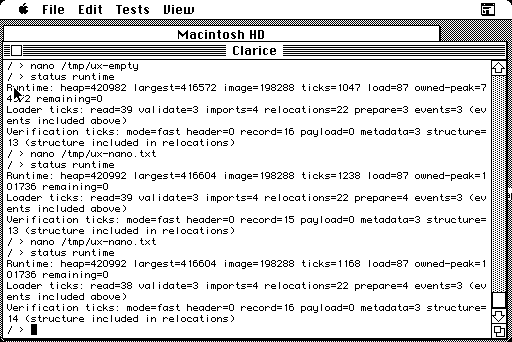 File Edit Tests View
Macintosh HD
Clarice
/ > nano /tmp/ux-empty
/ > status runtime
Runtime: heap=420982 largest=416572 image=198288 ticks=1047 load=87 owned-peak=7
4572 remaining=0
Loader ticks: read=39 validate=3 imports=4 relocations=22 prepare=3 events=3 (ev
ents included above)
Verification ticks: mode=fast header=0 record=16 payload=0 metadata=3 structure=
13 (structure included in relocations)
/ > nano /tmp/ux-nano.txt
/ > status runtime
Runtime: heap=420992 largest=416604 image=198288 ticks=1238 load=87 owned-peak=1
01736 remaining=0
Loader ticks: read=39 validate=3 imports=4 relocations=22 prepare=4 events=3 (ev
ents included above)
Verification ticks: mode=fast header=0 record=15 payload=0 metadata=3 structure=
13 (structure included in relocations)
/ > nano /tmp/ux-nano.txt
/ > status runtime
Runtime: heap=420992 largest=416604 image=198288 ticks=1168 load=87 owned-peak=1
01736 remaining=0
Loader ticks: read=38 validate=3 imports=4 relocations=22 prepare=4 events=3 (ev
ents included above)
Verification ticks: mode=fast header=0 record=16 payload=0 metadata=3 structure=
14 (structure included in relocations)
/ >